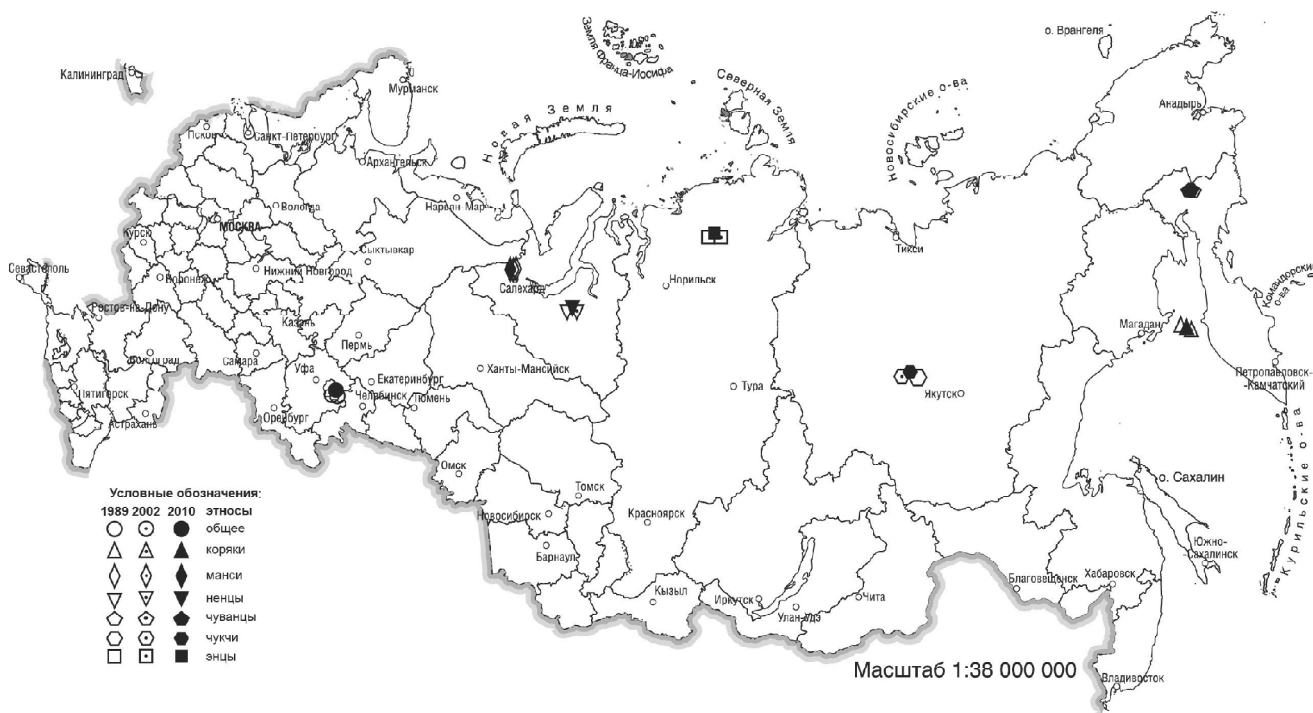 Калининград
Мурманск
Земля Франца-Иосифа
Северная Земля
Новая Земля
Новосибирские о-ва
о. Врангеля
Анадырь
Псков
Санкт-Петербург
Архангельск
Нарьян-Мар
Вологда
МОСКВА
Курск
Сыктывкар
Салехард
Норильск
Тикси
Командорские о-ва
Севастополь
Воронеж
Нижний Новгород
Ростов-на-Дону
Казань
Пермь
Магадан
Волгоград
Самара
Уфа
Екатеринбург
Ханты-Мансийск
Тура
Якутск
Петропавловск-
-Камчатский
Пятигорск
Челябинск
Тюмень
Астрахань
Оренбург
Омск
Томск
о. Сахалин
Курильские о-ва
Новосибирск
Красноярск
Барнаул
Южно-
Сахалинск
Кызыл
Иркутск
Улан-Удэ
Чита
Благовещенск
Хабаровск
Владивосток
Условные обозначения:
1989 2002 2010 этносы
общее
коряки
манси
ненцы
чуванцы
чукчи
энцы
Масштаб 1:38 000 000